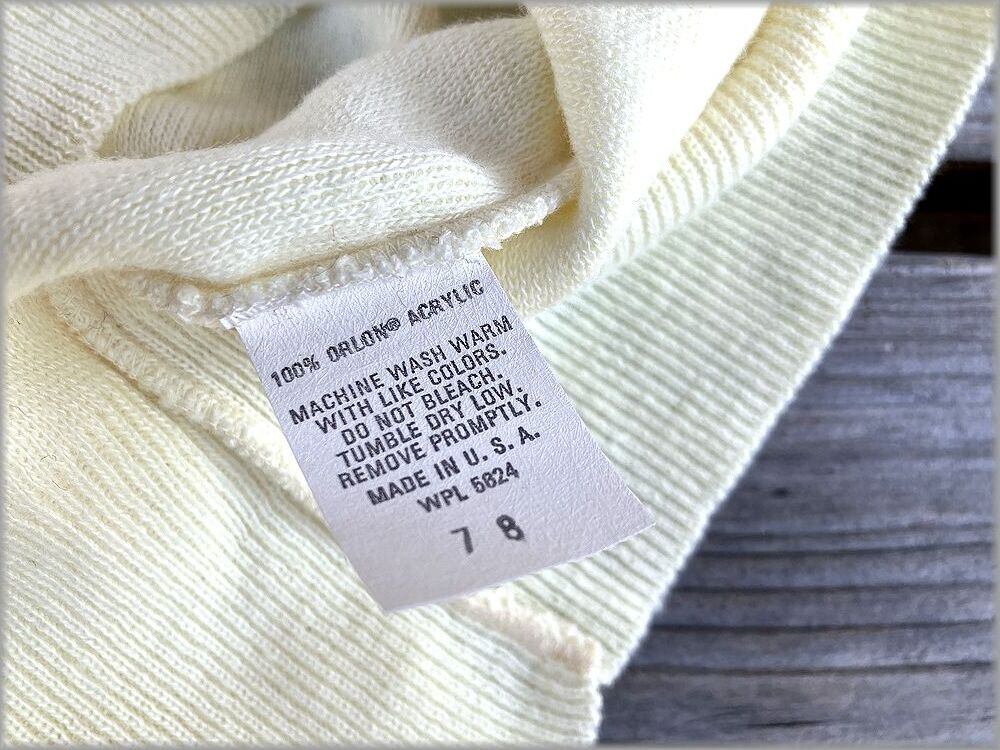 100% ORLON® ACRYLIC
MACHINE WASH WARM
WITH LIKE COLORS.
DO NOT BLEACH.
TUMBLE DRY LOW.
REMOVE PROMPTLY.
MADE IN U. S. A.
WPL 5824
7 8